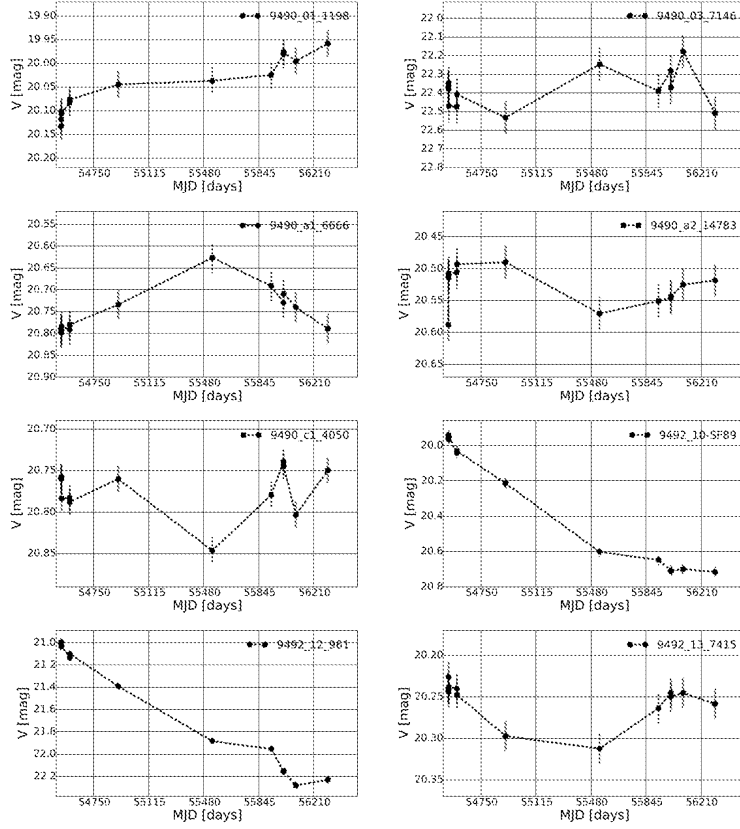 9490_01_1198
19.90
19.95
20.00
20.05
20.10
20.15
20.20
V [mag]
54750 55115 55480 55845 56210
MJD [days]
9490_03_7146
22.0
22.1
22.2
22.3
22.4
22.5
22.6
22.7
22.8
V [mag]
54750 55115 55480 55845 56210
MJD [days]
9490_a1_6666
20.55
20.60
20.65
20.70
20.75
20.80
20.85
20.90
V [mag]
54750 55115 55480 55845 56210
MJD [days]
9490_a2_14783
20.45
20.50
20.55
20.60
20.65
V [mag]
54750 55115 55480 55845 56210
MJD [days]
9490_c1_4050
20.70
20.75
20.80
20.85
V [mag]
54750 55115 55480 55845 56210
MJD [days]
9492_10-SF89
20.0
20.2
20.4
20.6
20.8
V [mag]
54750 55115 55480 55845 56210
MJD [days]
9492_12_981
21.0
21.2
21.4
21.6
21.8
22.0
22.2
V [mag]
54750 55115 55480 55845 56210
MJD [days]
9492_13_7415
20.20
20.25
20.30
20.35
V [mag]
54750 55115 55480 55845 56210
MJD [days]